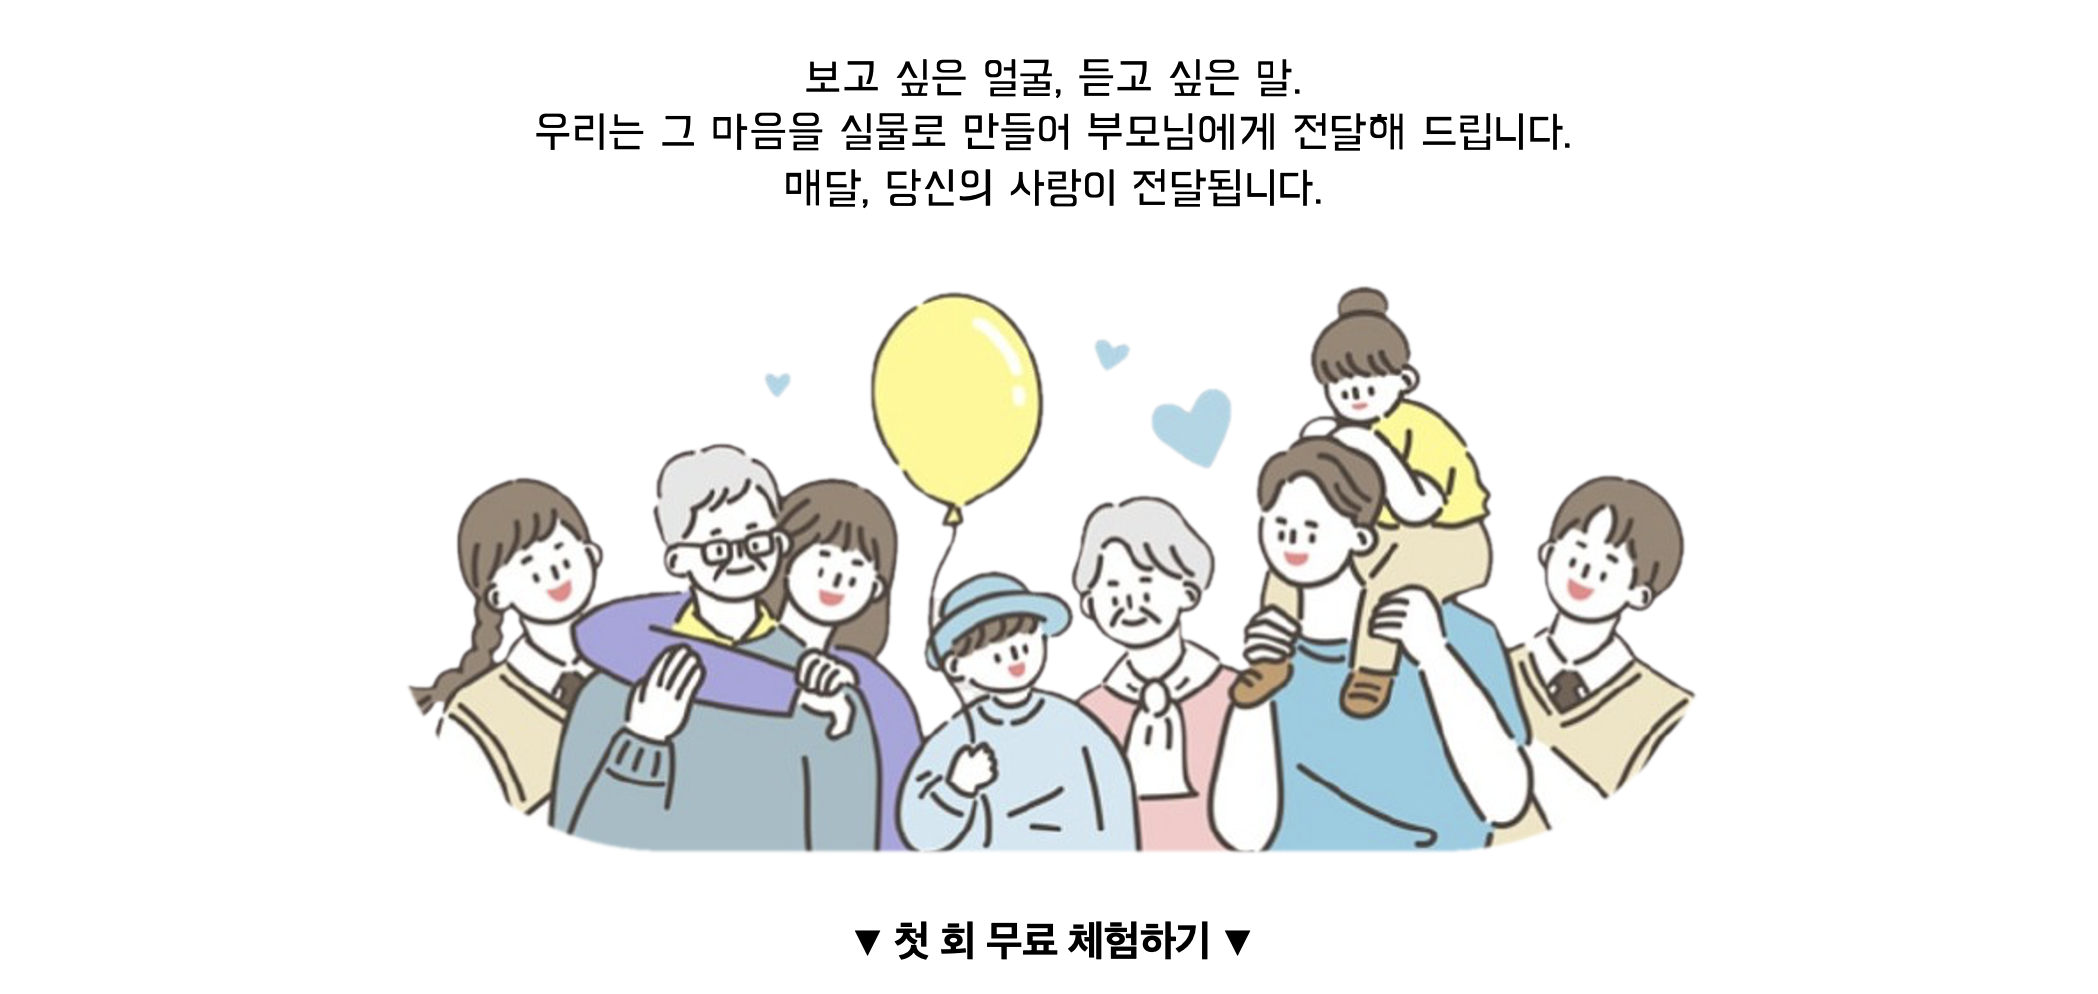 보고 싶은 얼굴, 듣고 싶은 말.
우리는 그 마음을 실물로 만들어 부모님에게 전달해 드립니다.
매달, 당신의 사랑이 전달됩니다.
▼ 첫 회 무료 체험하기 ▼